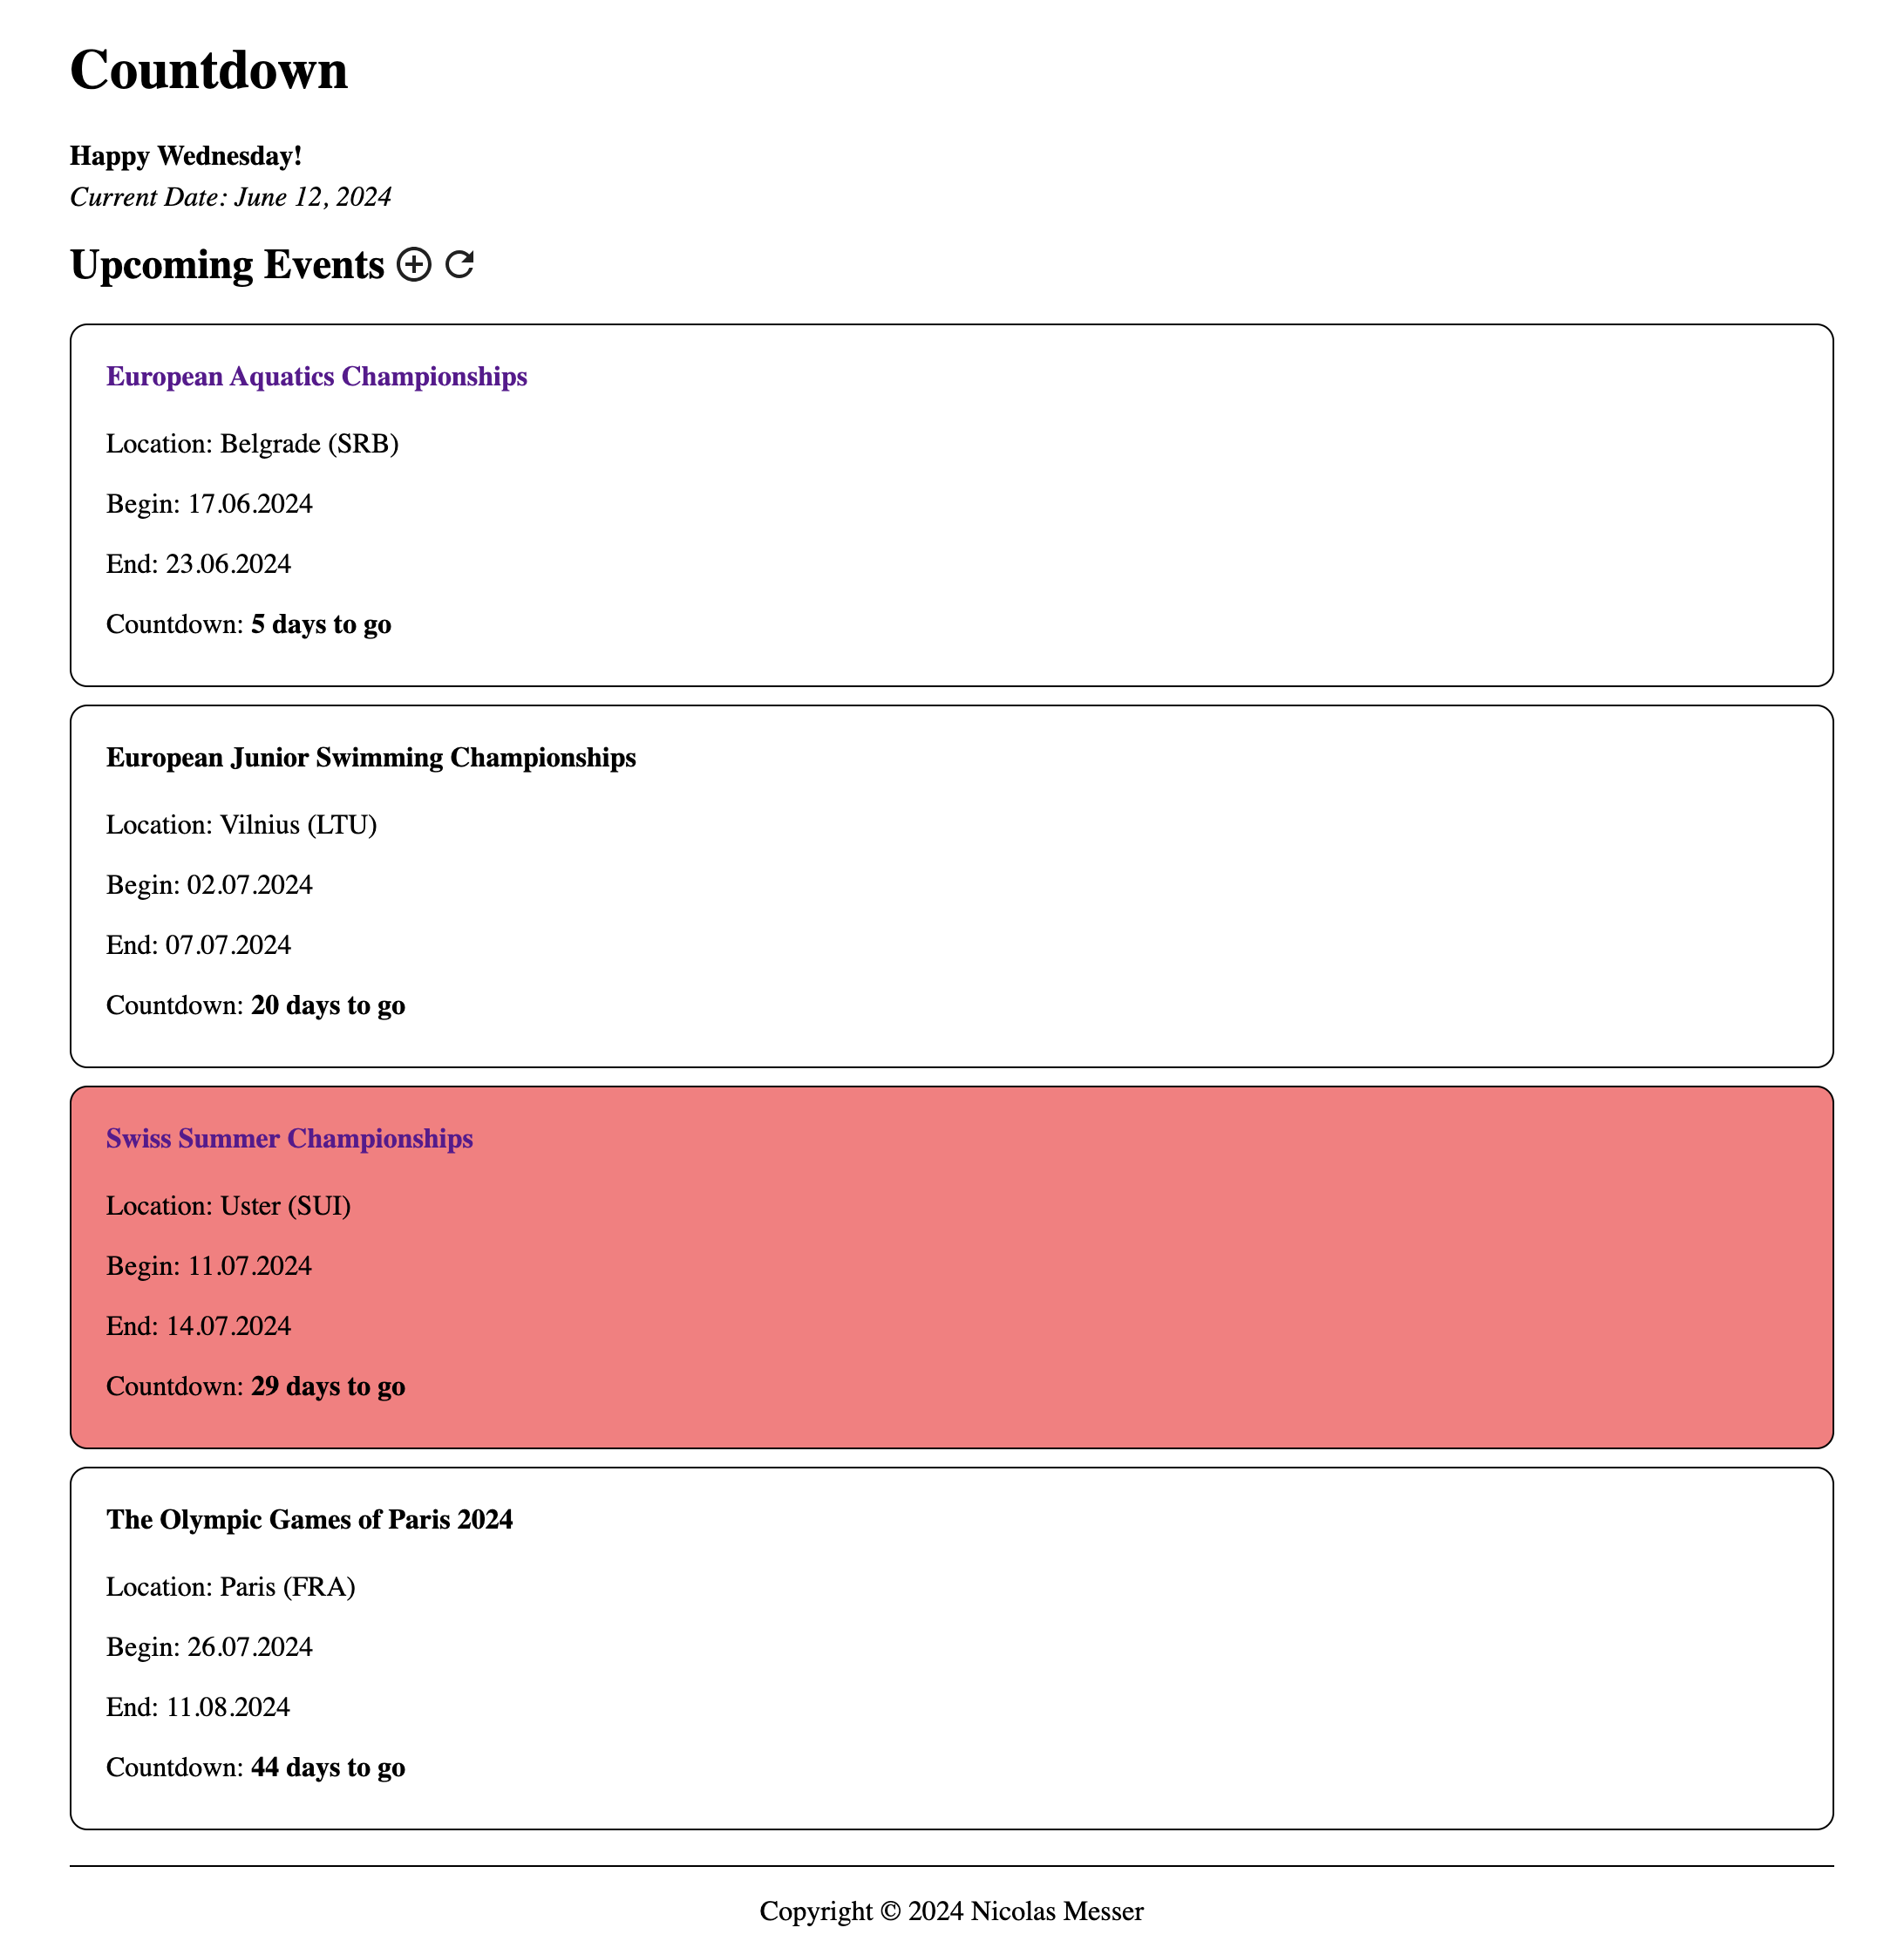 Countdown
Happy Wednesday!
Current Date: June 12, 2024
Upcoming Events
European Aquatics Championships
Location: Belgrade (SRB)
Begin: 17.06.2024
End: 23.06.2024
Countdown: 5 days to go
European Junior Swimming Championships
Location: Vilnius (LTU)
Begin: 02.07.2024
End: 07.07.2024
Countdown: 20 days to go
Swiss Summer Championships
Location: Uster (SUI)
Begin: 11.07.2024
End: 14.07.2024
Countdown: 29 days to go
The Olympic Games of Paris 2024
Location: Paris (FRA)
Begin: 26.07.2024
End: 11.08.2024
Countdown: 44 days to go
Copyright © 2024 Nicolas Messer